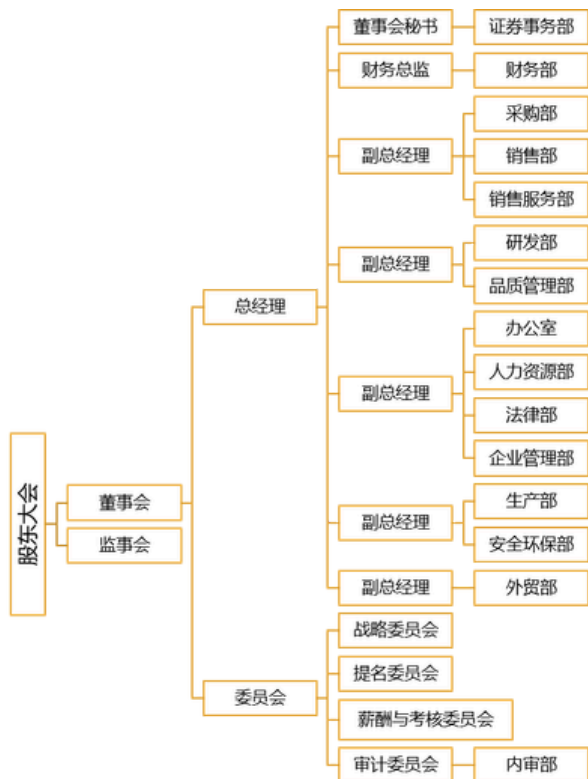 股东大会
董事会
监事会
总经理
董事会秘书
证券事务部
财务总监
财务部
副总经理
采购部
销售部
销售服务部
副总经理
研发部
品质管理部
副总经理
办公室
人力资源部
法律部
企业管理部
副总经理
生产部
安全环保部
副总经理
外贸部
委员会
战略委员会
提名委员会
薪酬与考核委员会
审计委员会
内审部